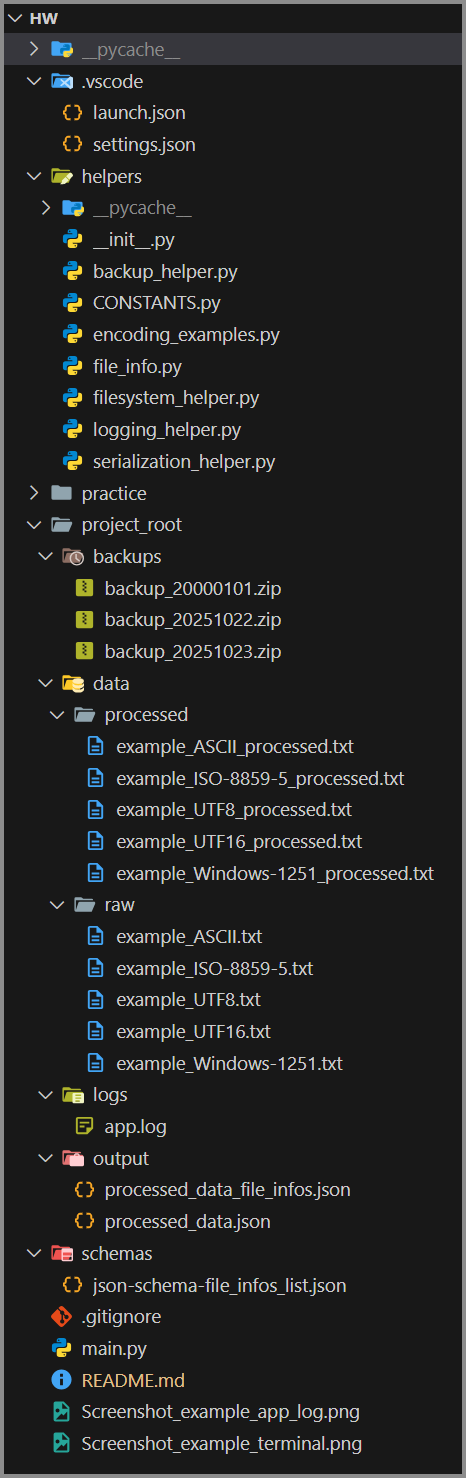 HW
__pycache__
.vscode
launch.json
settings.json
helpers
__pycache__
__init__.py
backup_helper.py
CONSTANTS.py
encoding_examples.py
file_info.py
filesystem_helper.py
logging_helper.py
serialization_helper.py
practice
project_root
backups
backup_20000101.zip
backup_20251022.zip
backup_20251023.zip
data
processed
example_ASCII_processed.txt
example_ISO-8859-5_processed.txt
example_UTF8_processed.txt
example_UTF16_processed.txt
example_Windows-1251_processed.txt
raw
example_ASCII.txt
example_ISO-8859-5.txt
example_UTF8.txt
example_UTF16.txt
example_Windows-1251.txt
logs
app.log
output
processed_data_file_infos.json
processed_data.json
schemas
json-schema-file_infos_list.json
.gitignore
main.py
README.md
Screenshot_example_app_log.png
Screenshot_example_terminal.png